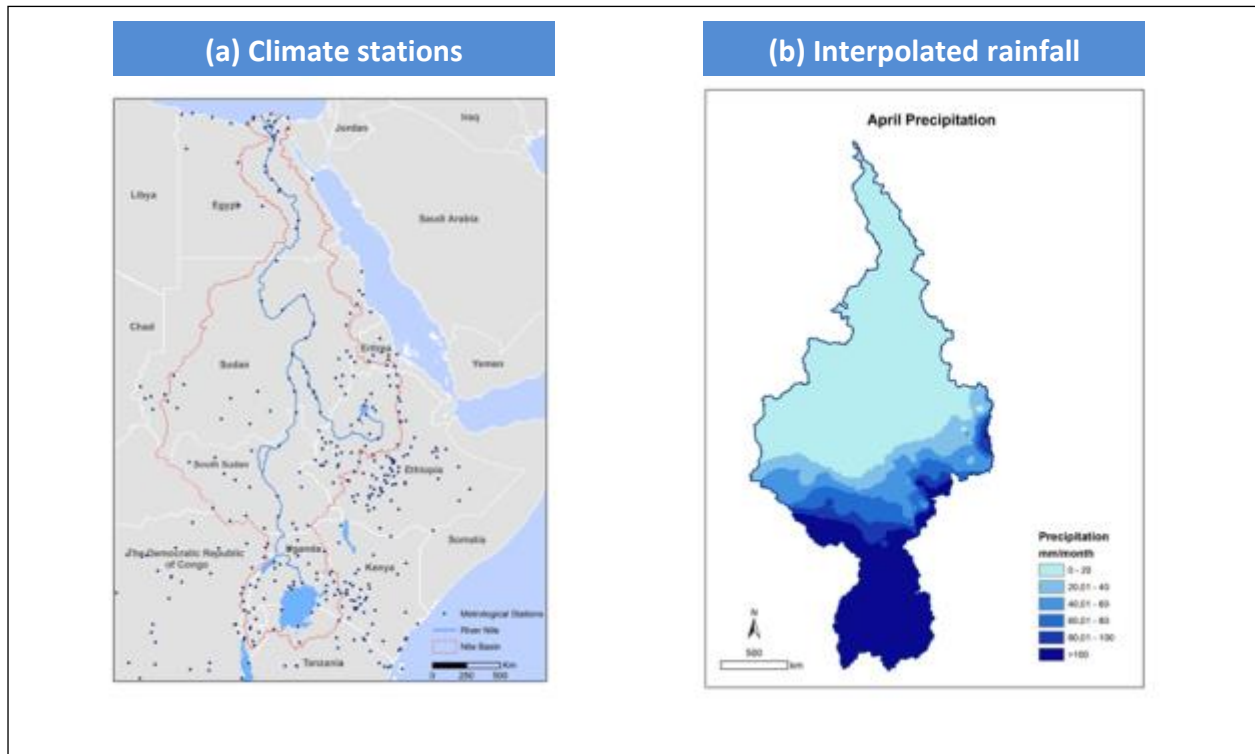 (a) Climate stations
(b) Interpolated rainfall
Iraq
Jordan
Libya
Egypt
Saudi Arabia
Chad
Eritrea
Yemen
Sudan
South Sudan
Ethiopia
Somalia
The Democratic Republic
of Congo
Uganda
Kenya
Tanzania
Metrological Stations
River Nile
Nile Basin
Km
0 250 500
April Precipitation
Precipitation
mm/month
0 - 20
20,01 - 40
40,01 - 60
60,01 - 80
80,01 - 100
>100
N
500
km